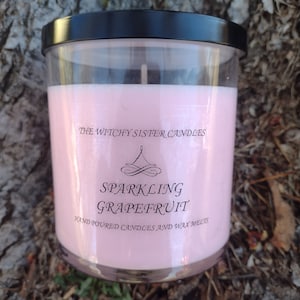 THE WITCHY SISTER CANDLES
SPARKLING
GRAPEFRUIT
HAND POURED CANDLES AND WAX MELTS